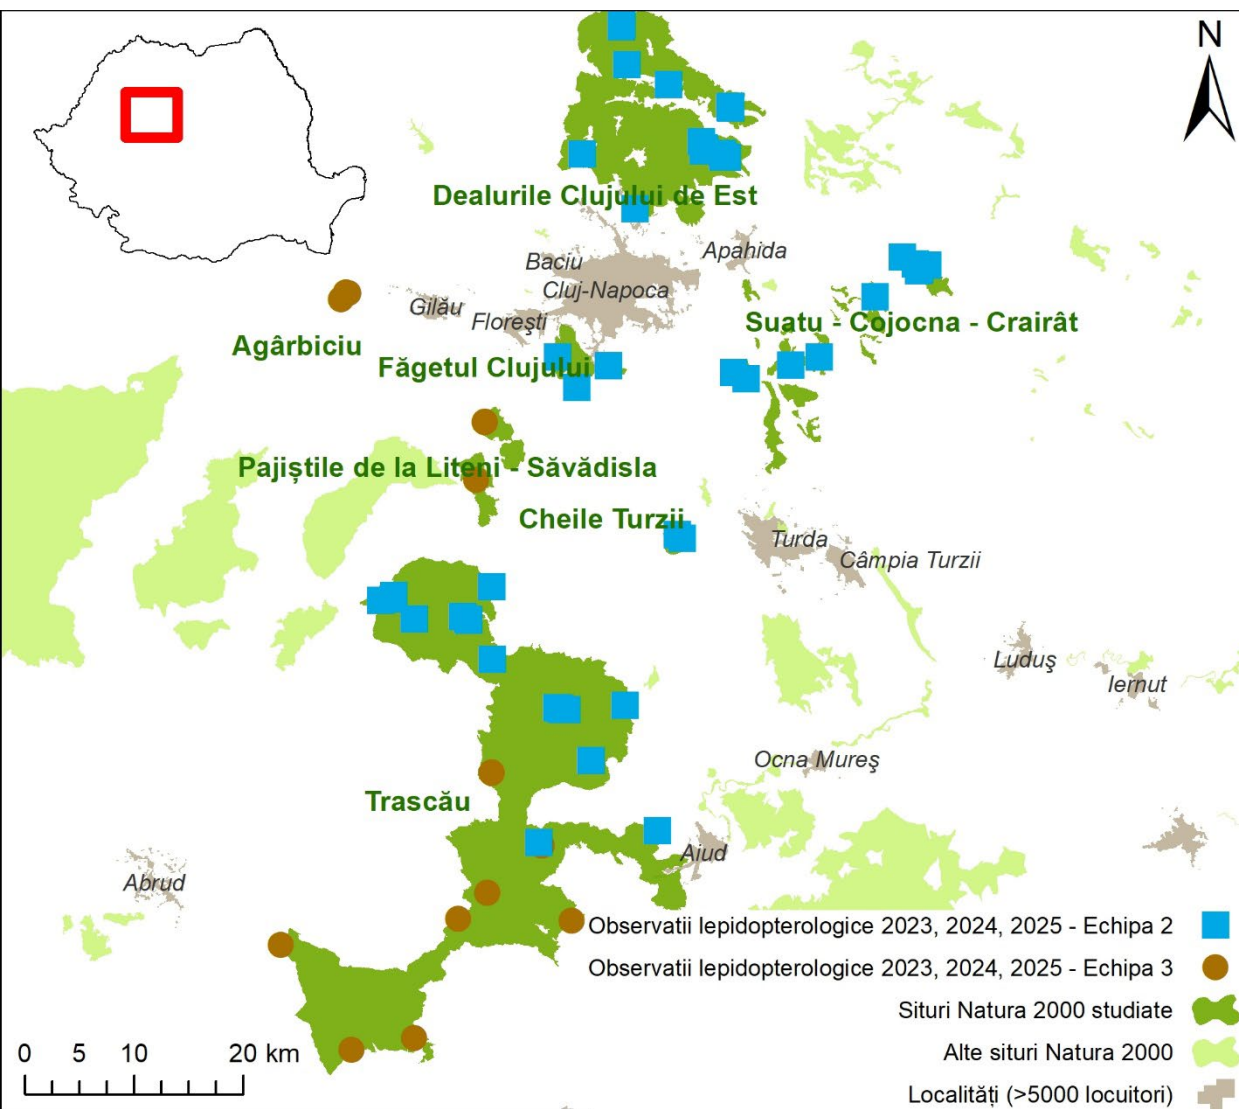 N
Dealurile Clujului de Est
Apahida
Baciu
Cluj-Napoca
Gilău
Florești
Suatu - Cojocna - Crairât
Agârbiciu
Făgetul Clujului
Pajiștile de la Liteni - Săvădisla
Cheile Turzii
Turda
Câmpia Turzii
Luduş
Iernut
Ocna Mureş
Trascău
Aiud
Abrud
Observatii lepidopterologice 2023, 2024, 2025 - Echipa 2
Observatii lepidopterologice 2023, 2024, 2025 - Echipa 3
Situri Natura 2000 studiate
Alte situri Natura 2000
Localități (>5000 locuitori)
0 5 10 20 km